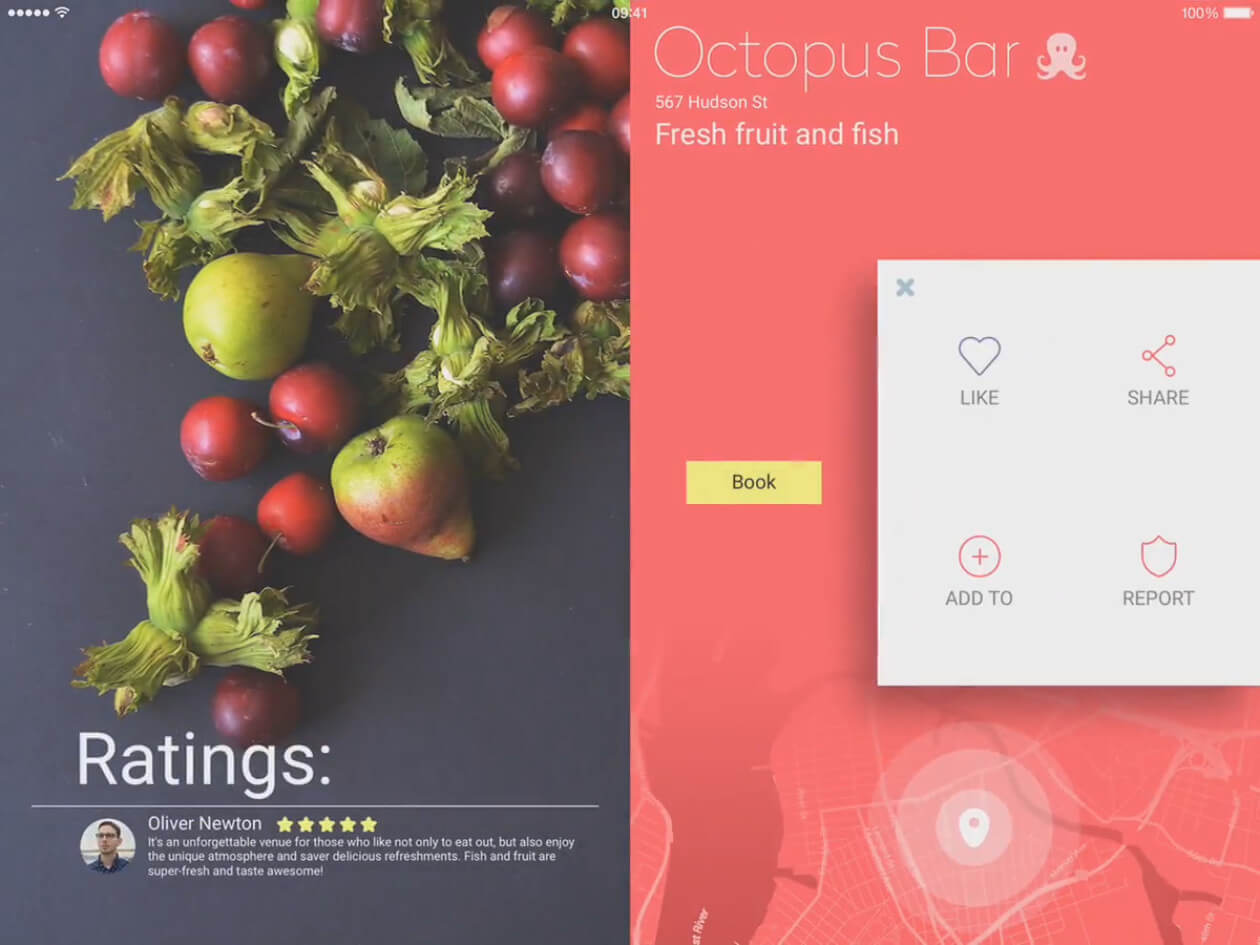 09:41
100%
Octopus Bar
567 Hudson St
Fresh fruit and fish
LIKE
SHARE
Book
ADD TO
REPORT
Ratings:
Oliver Newton
It's an unforgettable venue for those who like not only to eat out, but also enjoy
the unique atmosphere and saver delicious refreshments. Fish and fruit are
super-fresh and taste awesome!
st River